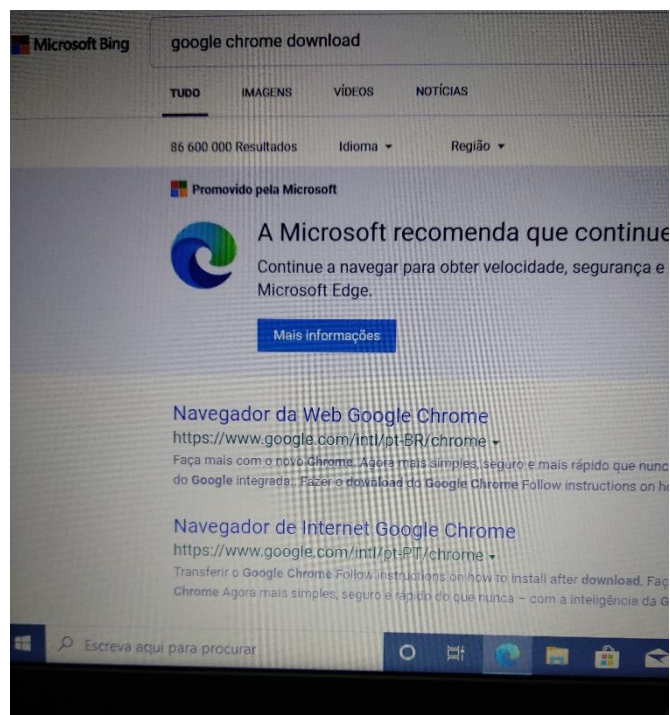 Microsoft Bing
google chrome download
TUDO IMAGENS VÍDEOS NOTÍCIAS
86 600 000 Resultados Idioma Região
Promovido pela Microsoft
A Microsoft recomenda que continue
Continue a navegar para obter velocidade, segurança e
Microsoft Edge.
Mais informações
Navegador da Web Google Chrome
https://www.google.com/intl/pt-BR/chrome
Faça mais com o novo Chrome. Agora mais simples, seguro e mais rápido que nunc
do Google integrada. Fazer o download do Google Chrome Follow instructions on ho
Navegador de Internet Google Chrome
https://www.google.com/intl/pt-PT/chrome
Transferir o Google Chrome Follow instructions on how to install after download. Faç
Chrome Agora mais simples, seguro e rápido do que nunca – com a inteligência da G
Escreva aqui para procurar